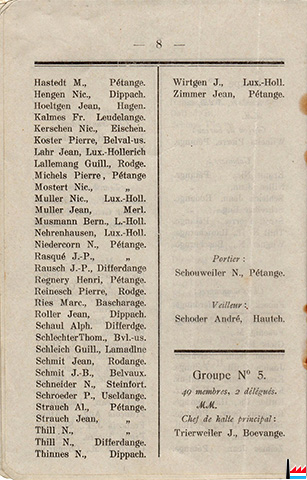 — 8 —
Hastedt M., Pétange.
Hengen Nic., Dippach.
Hoeltgen Jean, Hagen.
Kalmes Fr. Leudelange.
Kerschen Nic., Eischen.
Koster Pierre, Belval-us.
Lahr Jean, Lux.-Hollerich
Lallemang Guill., Rodge.
Michels Pierre, Pétange
Mostert Nic., „
Muller Nic., Lux.-Holl.
Muller Jean, Merl.
Musmann Bern., L.-Holl.
Nehrenhausen, Lux.-Holl.
Niedercorn N., Pétange.
Rasqué J.-P., „
Rausch J.-P., Differdange
Regnery Henri, Pétange.
Reinosch Pierre, Rodge.
Ries Marc., Bascharage.
Roller Jean, Dippach.
Schaul Alph. Differdge.
SchlechterThom., Bvl.-us.
Schleich Guill., Lamadlne
Schmit Jean, Rodange.
Schmit J.-B., Belvaux.
Schneider N., Steinfort.
Schroeder P., Useldange.
Strauch Al., Pétange.
Strauch Jean, „
Thill N., „
Thill N., Differdange.
Thinnes N., Dippach.
Wirtgen J., Lux.-Holl.
Zimmer Jean, Pétange.
Portier :
Schouweiler N., Pétange.
Veilleur :
Schoder André, Hautch.
Groupe N° 5.
49 membres, 2 délégués.
MM.
Chef de halte principal :
Trierweiler J., Boevange.